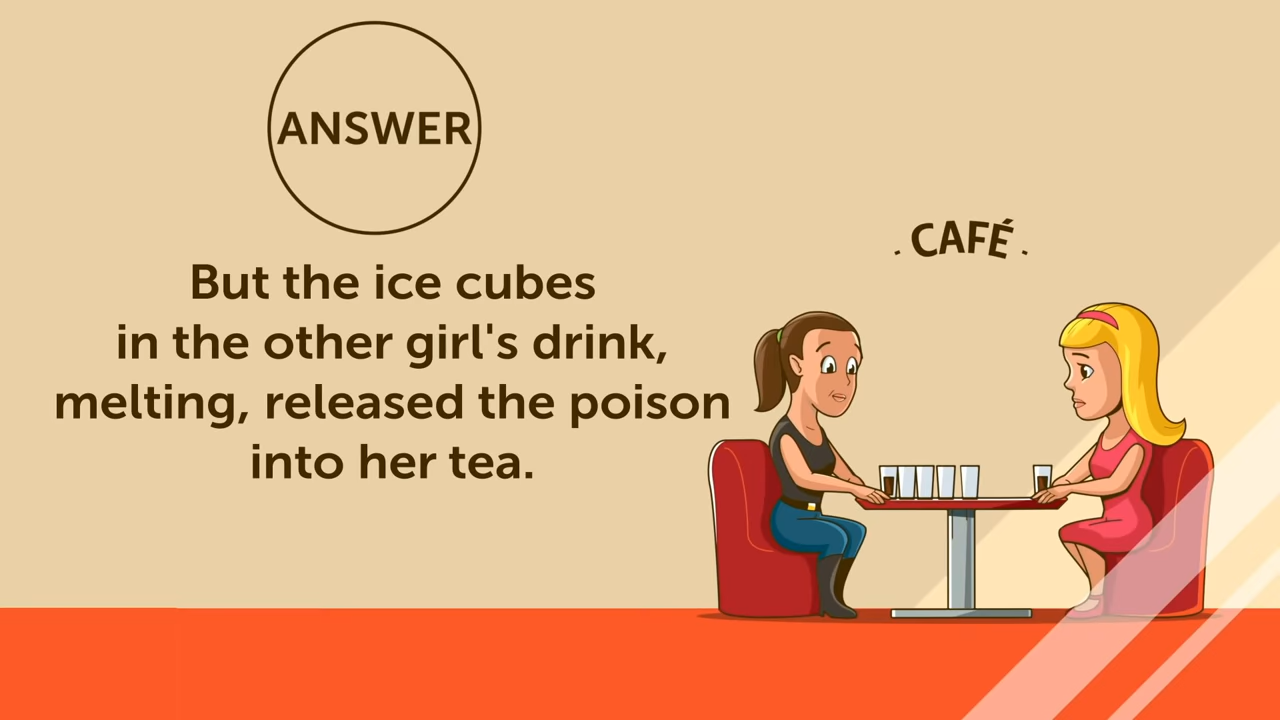 ANSWER
But the ice cubes
in the other girl's drink,
melting, released the poison
into her tea.
. CAFÉ .